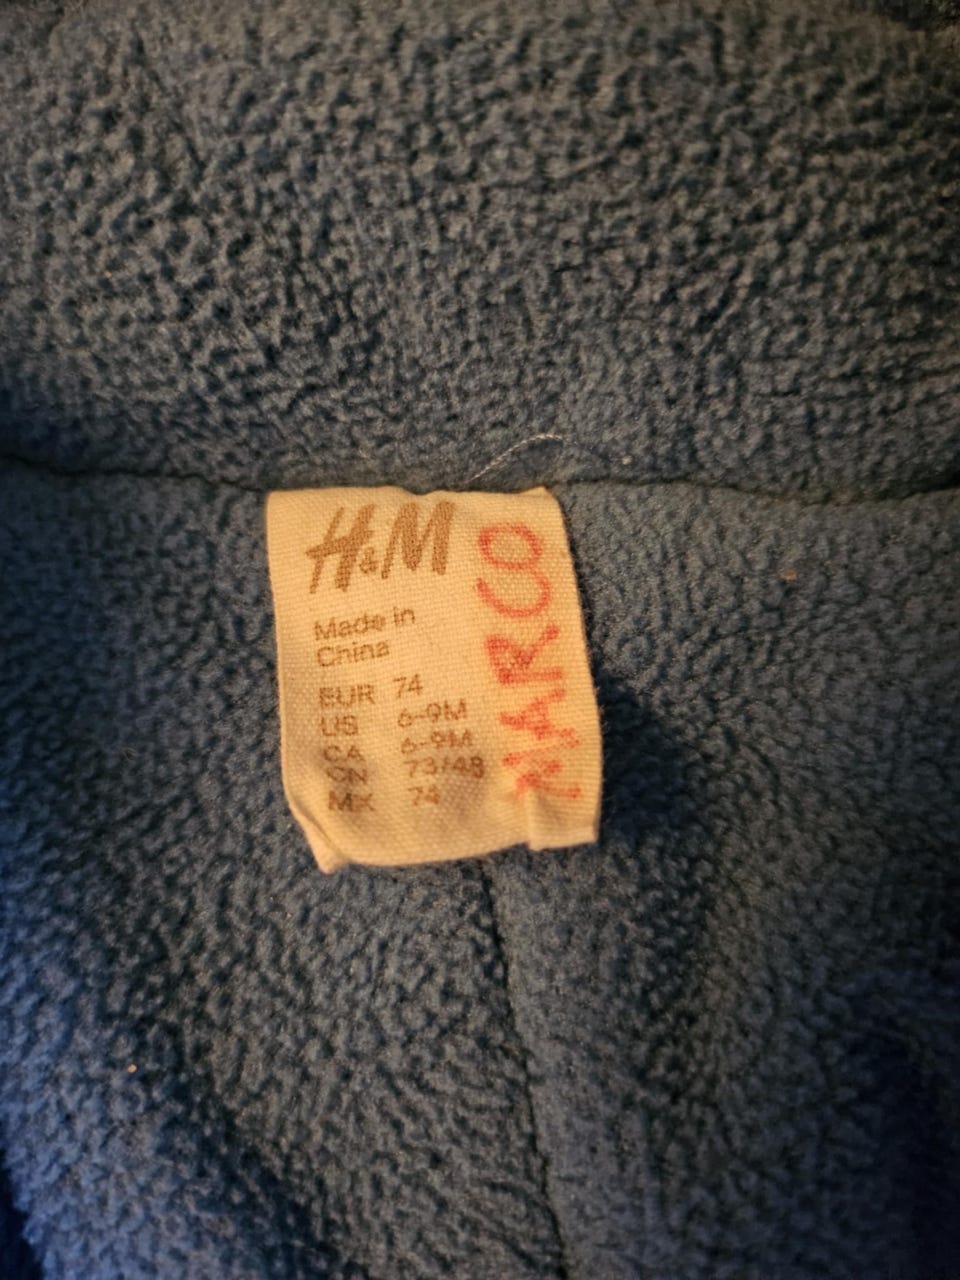 H&M
Made in
China
EUR 74
US 6-9M
CA 6-9M
CN 73/48
MX 74
MARCO